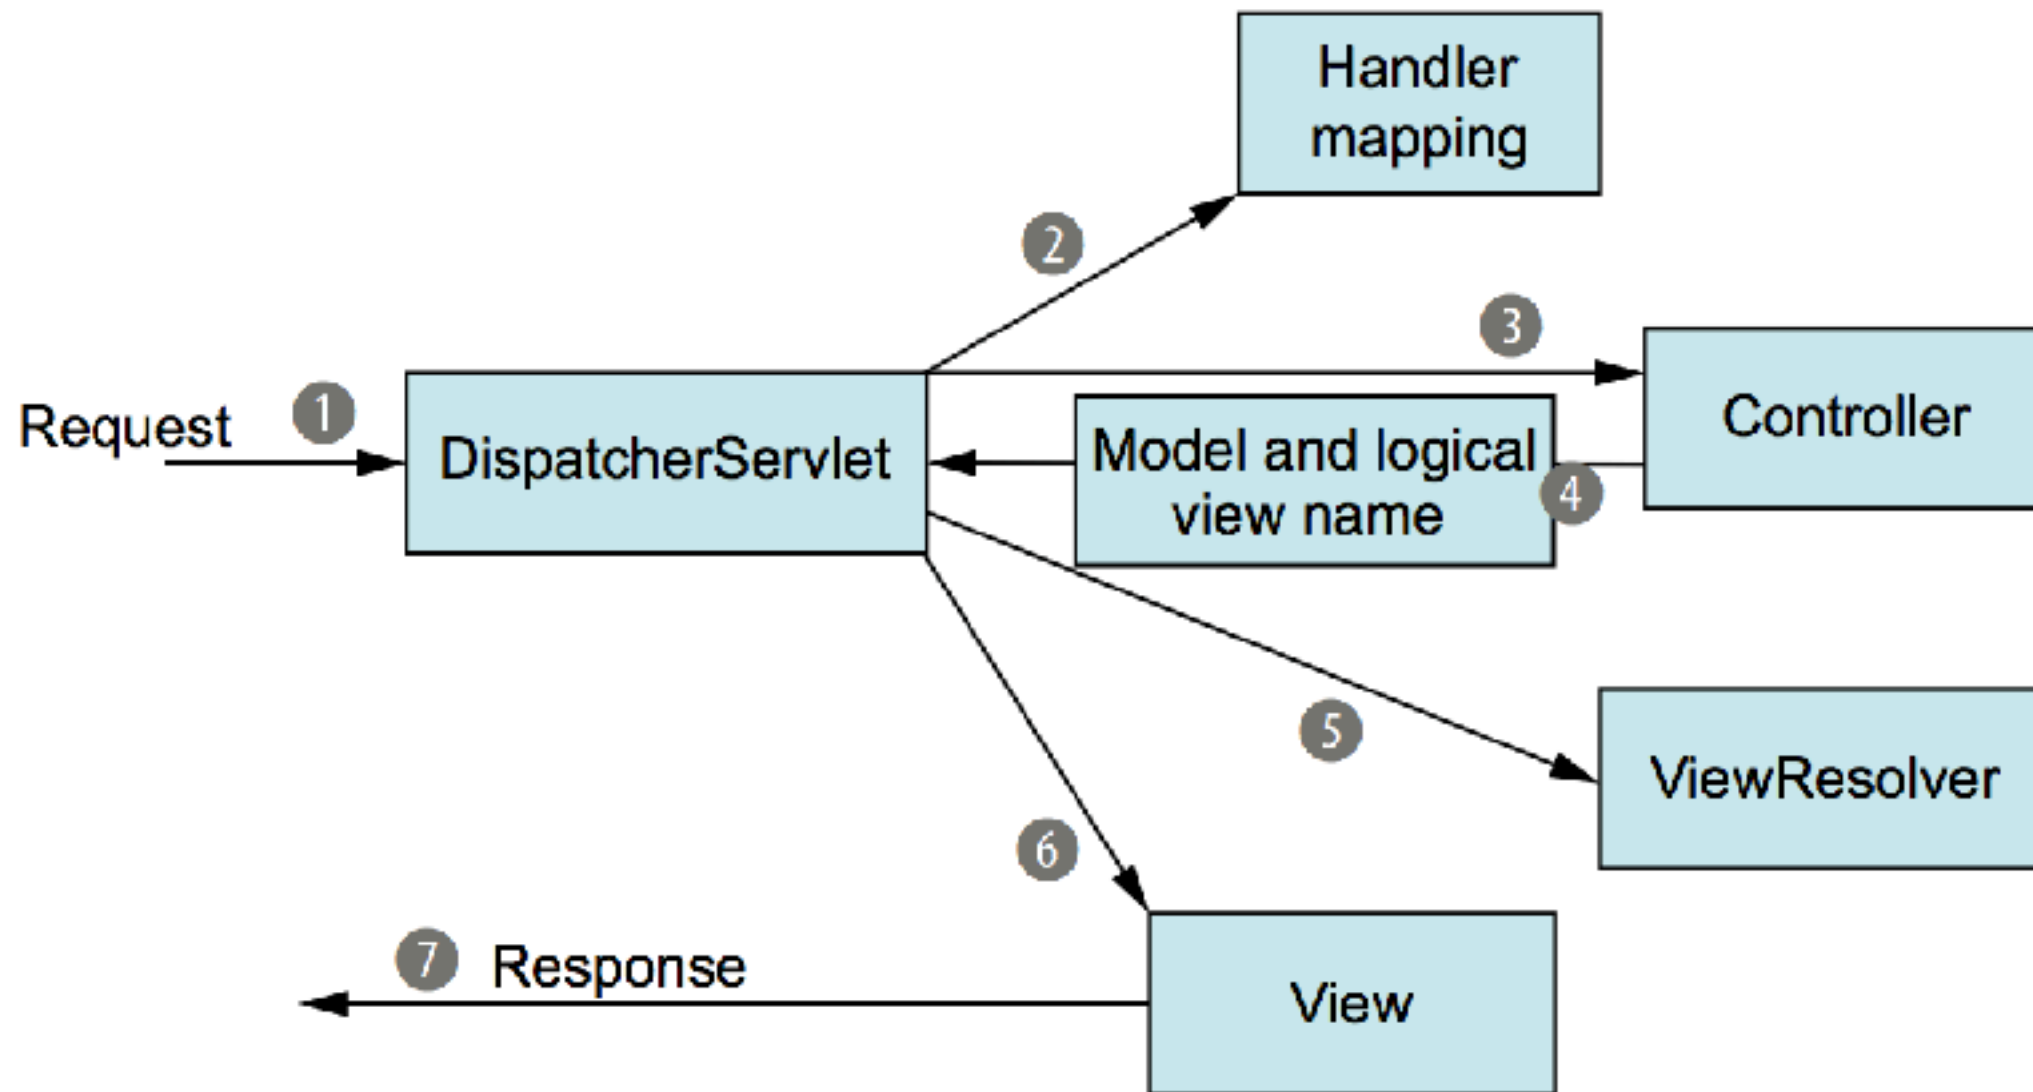 Handler
mapping
2
3
Request
1
DispatcherServlet
Model and logical
view name
4
Controller
5
ViewResolver
6
7
Response
View